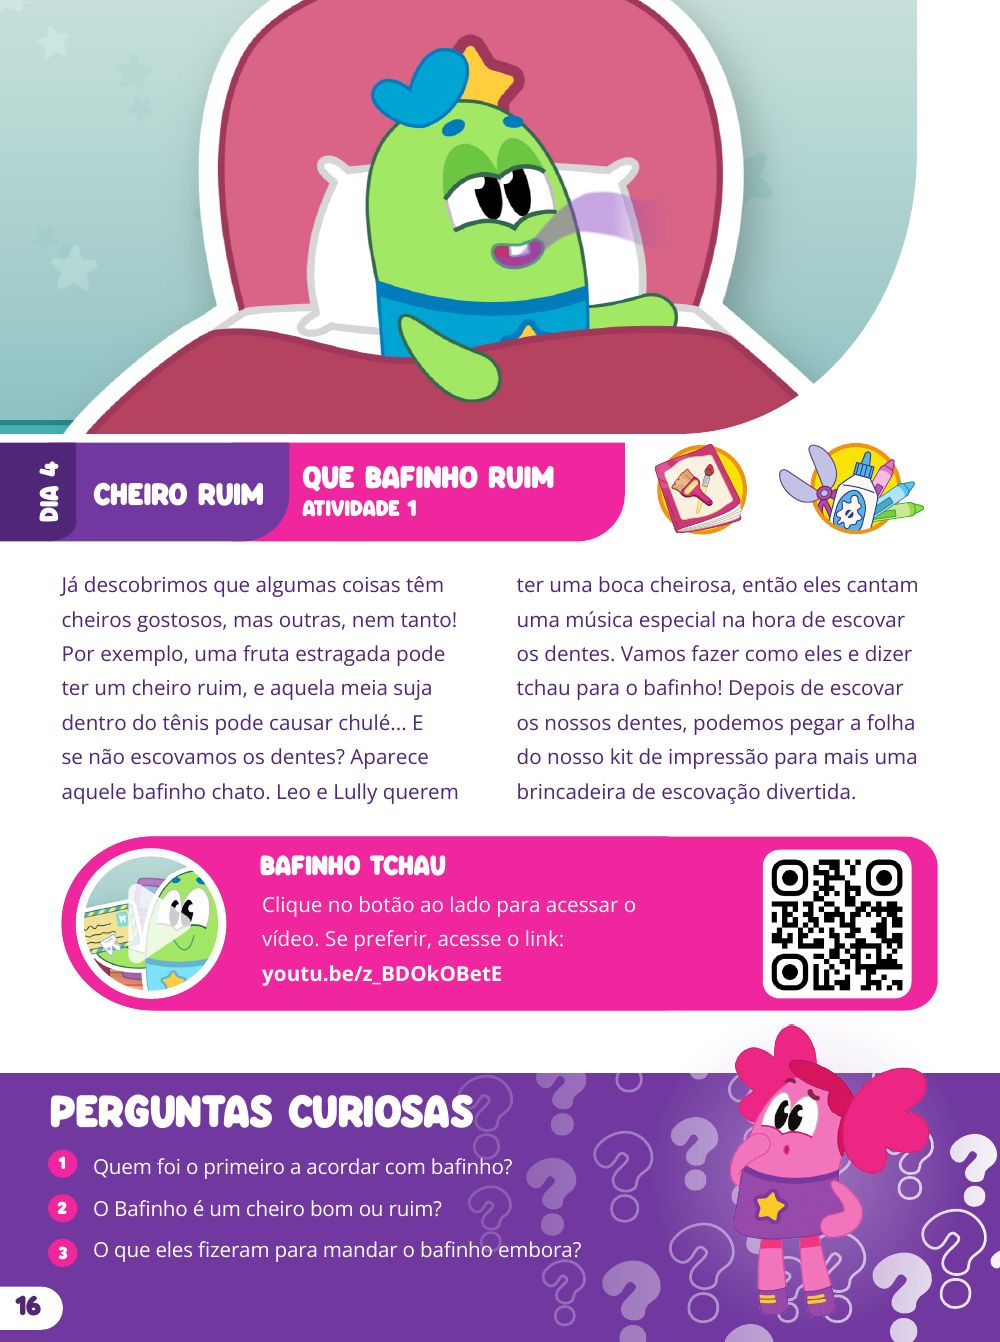 DIA 4
CHEIRO RUIM
QUE BAFINHO RUIM
ATIVIDADE 1
Já descobrimos que algumas coisas têm
cheiros gostosos, mas outras, nem tanto!
Por exemplo, uma fruta estragada pode
ter um cheiro ruim, e aquela meia suja
dentro do tênis pode causar chulé... E
se não escovamos os dentes? Aparece
aquele bafinho chato. Leo e Lully querem
ter uma boca cheirosa, então eles cantam
uma música especial na hora de escovar
os dentes. Vamos fazer como eles e dizer
tchau para o bafinho! Depois de escovar
os nossos dentes, podemos pegar a folha
do nosso kit de impressão para mais uma
brincadeira de escovação divertida.
BAFINHO TCHAU
Clique no botão ao lado para acessar o
vídeo. Se preferir, acesse o link:
youtu.be/z_BDOkOBetE
PERGUNTAS CURIOSAS
1 Quem foi o primeiro a acordar com bafinho?
2 O Bafinho é um cheiro bom ou ruim?
3 O que eles fizeram para mandar o bafinho embora?
16